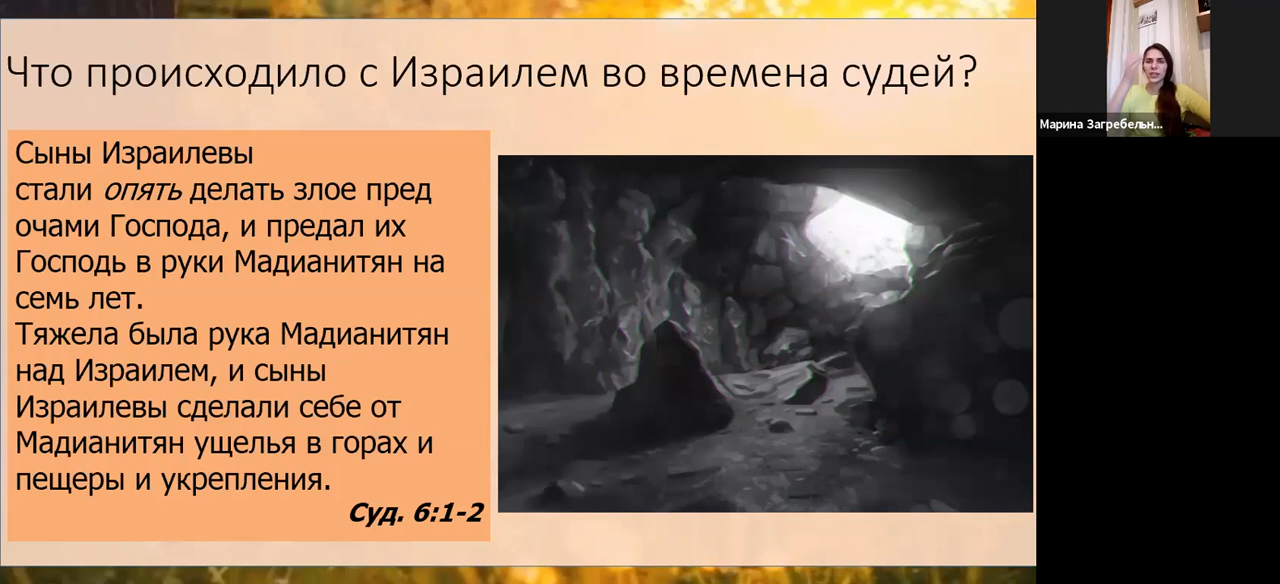 Что происходило с Израилем во времена судей?
Сыны Израилевы
стали опять делать злое пред
очами Господа, и предал их
Господь в руки Мадианитян на
семь лет.
Тяжела была рука Мадианитян
над Израилем, и сыны
Израилевы сделали себе от
Мадианитян ущелья в горах и
пещеры и укрепления.
Суд. 6:1-2
Марина Загребельн...